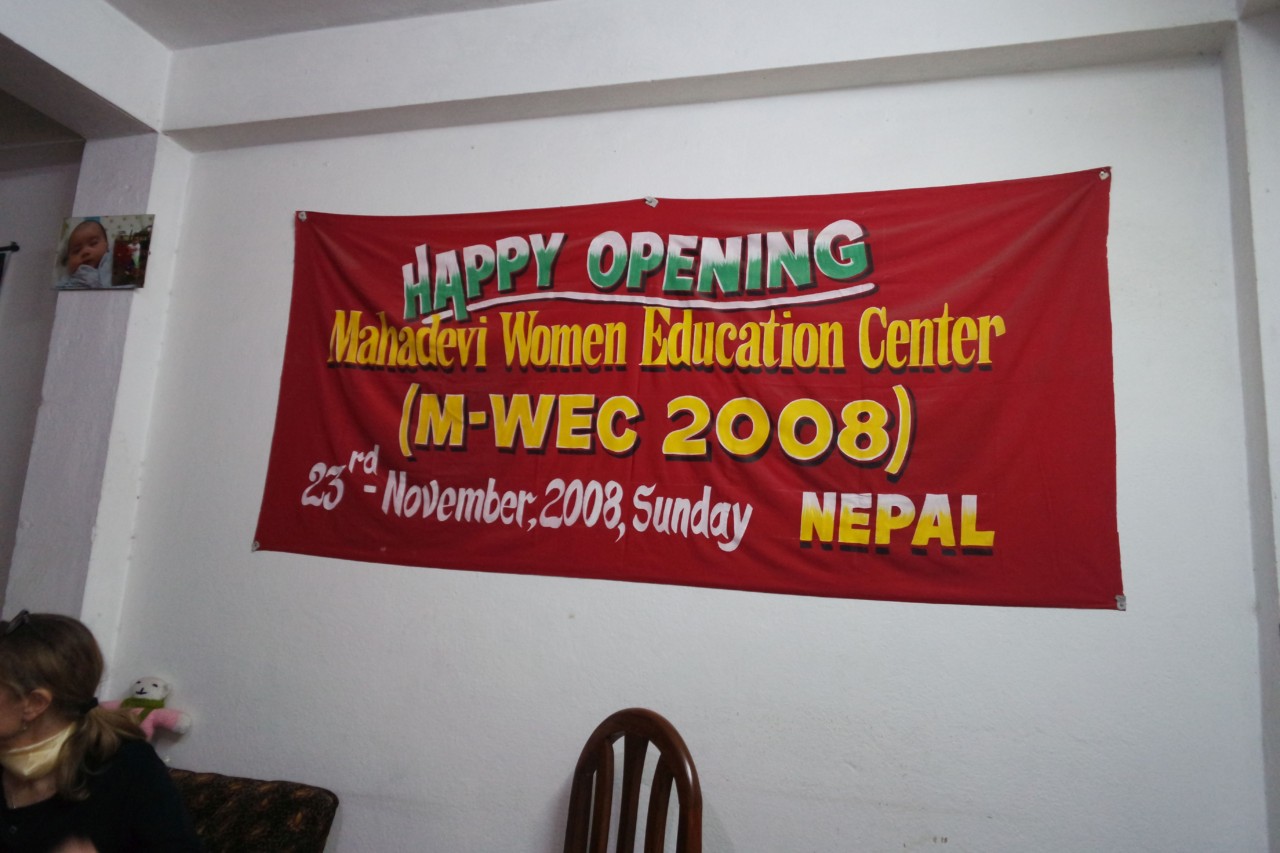 HAPPY OPENING
Mahadevi Women Education Center
(M-WEC 2008)
23rd - November, 2008, Sunday NEPAL